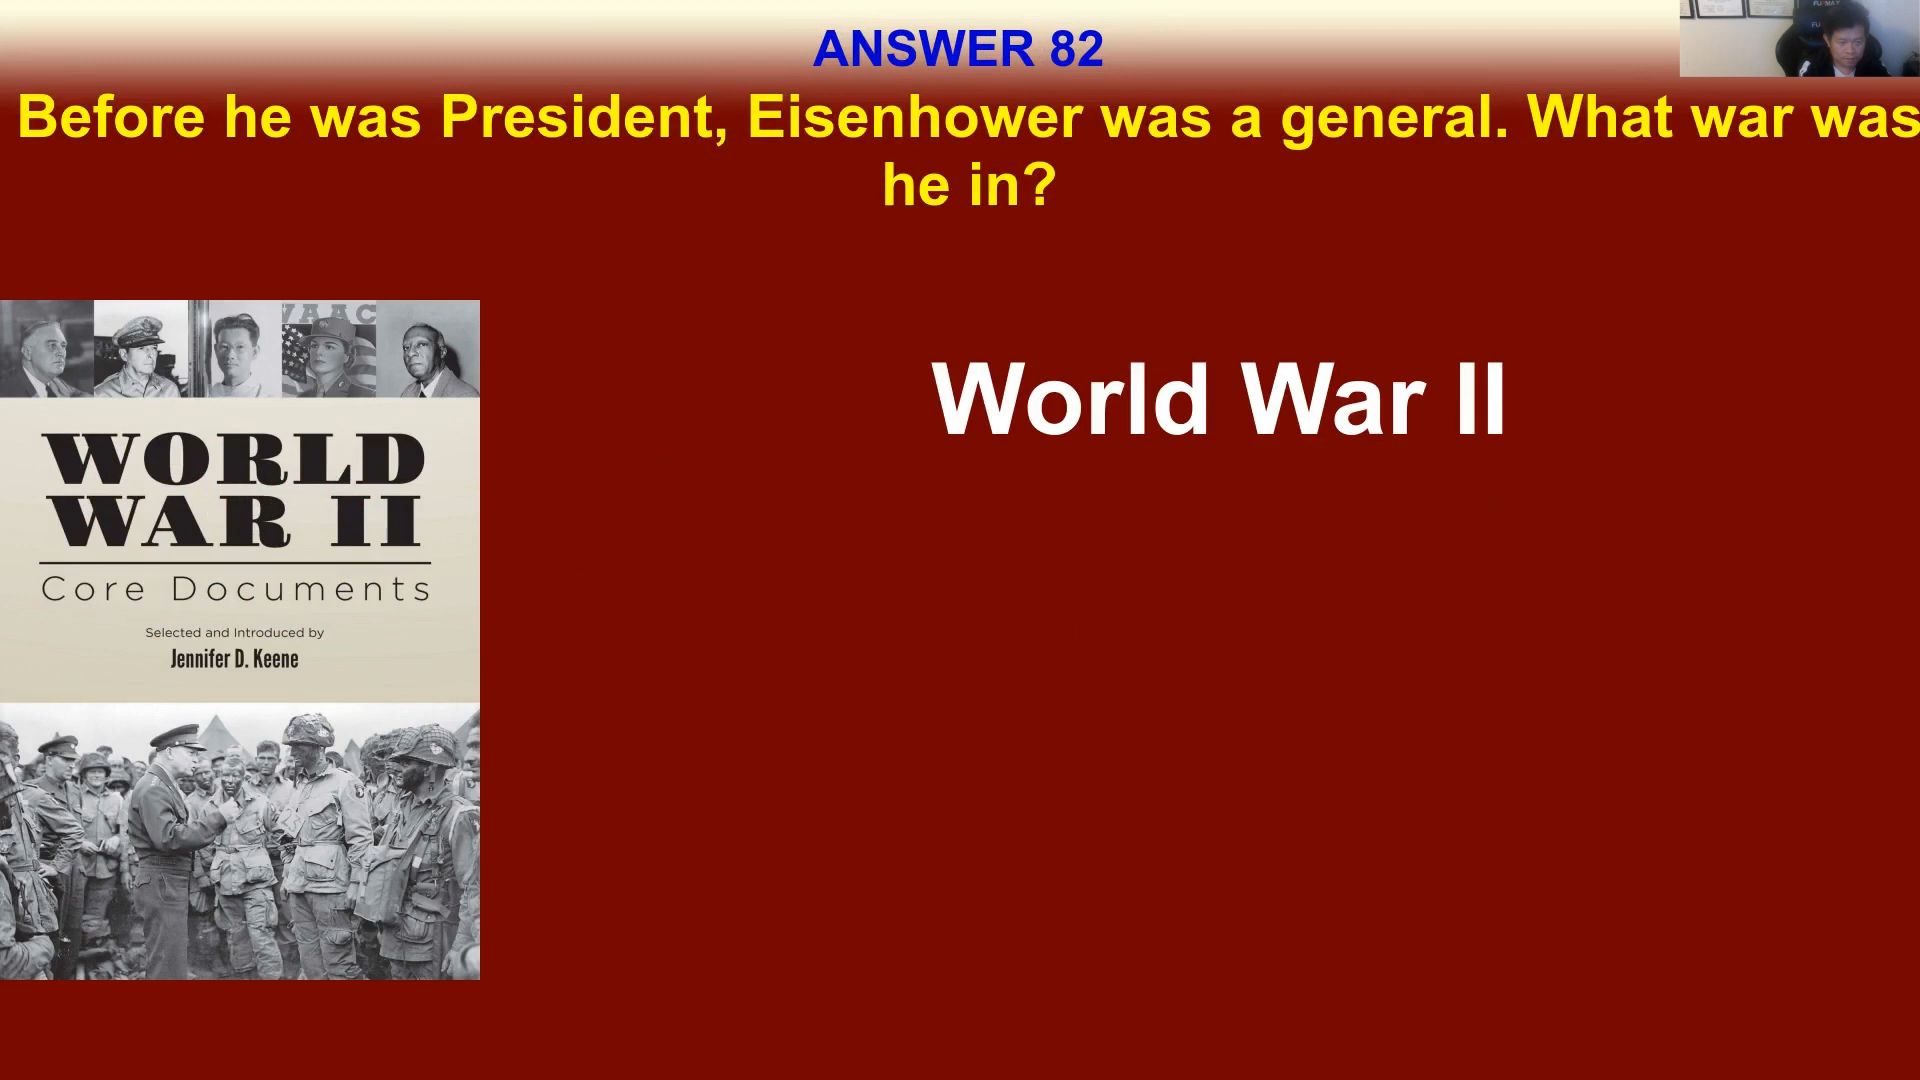 ANSWER 82
Before he was President, Eisenhower was a general. What war was
he in?
World War II
WAAC
WORLD
WAR II
Core Documents
Selected and Introduced by
Jennifer D. Keene